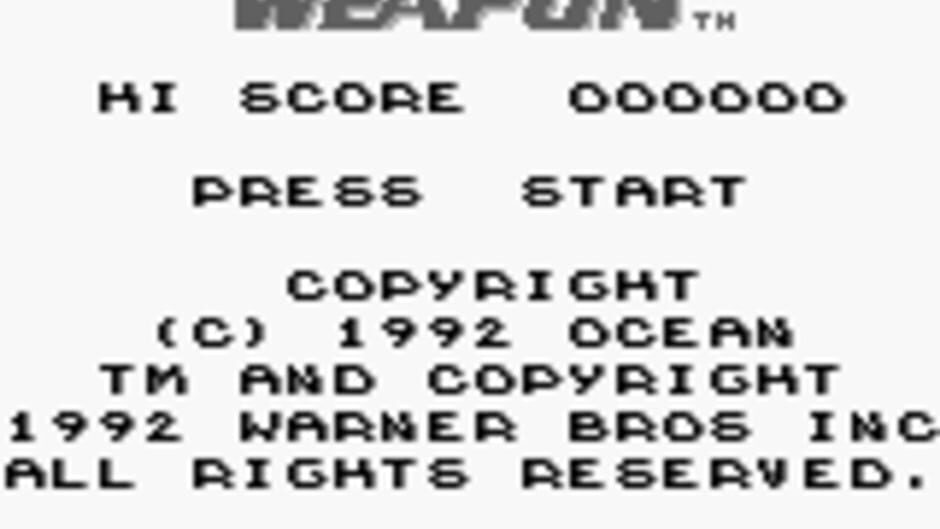 WEAPON TM
HI SCORE 000000
PRESS START
COPYRIGHT
(C) 1992 OCEAN
TM AND COPYRIGHT
1992 WARNER BROS INC
ALL RIGHTS RESERVED.